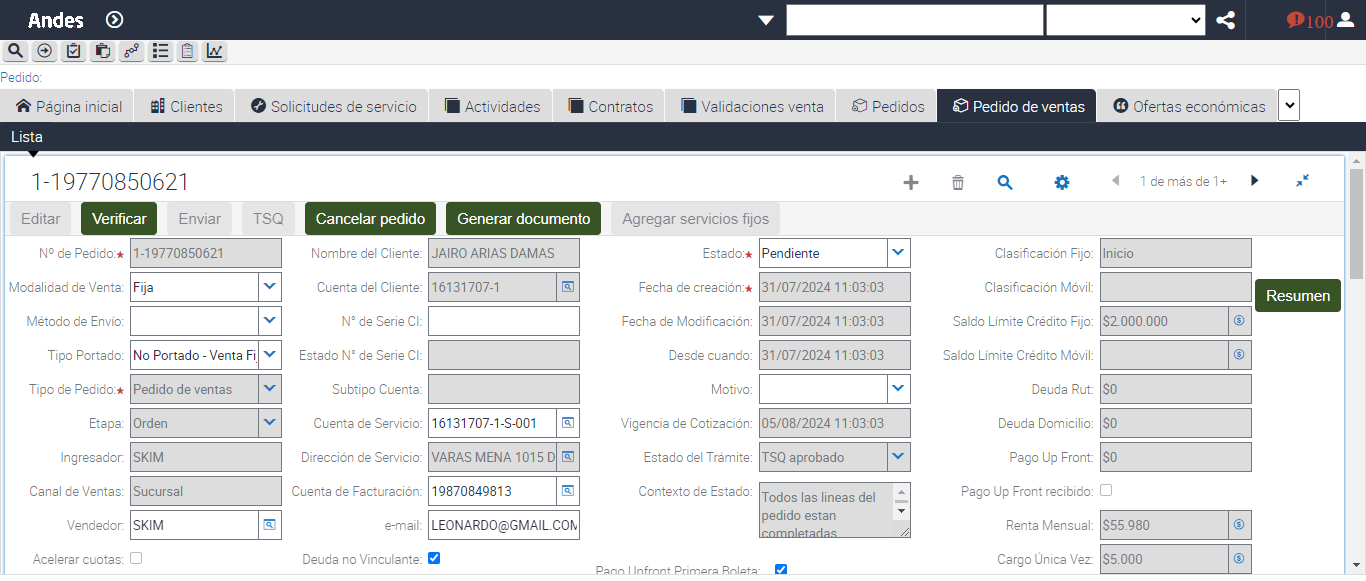 Andes
100
Pedido:
Página inicial Clientes Solicitudes de servicio Actividades Contratos Validaciones venta Pedidos Pedido de ventas Ofertas económicas
Lista
1-19770850621 1 de más de 1+
Editar Verificar Enviar TSQ Cancelar pedido Generar documento Agregar servicios fijos
Nº de Pedido:★ 1-19770850621 Nombre del Cliente: JAIRO ARIAS DAMAS Estado:★ Pendiente Clasificación Fijo: Inicio
Modalidad de Venta: Fija Cuenta del Cliente: 16131707-1 Fecha de creación:★ 31/07/2024 11:03:03 Clasificación Móvil: Resumen
Método de Envío: N° de Serie CI: Fecha de Modificación: 31/07/2024 11:03:03 Saldo Límite Crédito Fijo: $2.000.000
Tipo Portado: No Portado - Venta Fi Estado N° de Serie CI: Desde cuando: 31/07/2024 11:03:03 Saldo Límite Crédito Móvil:
Tipo de Pedido:★ Pedido de ventas Subtipo Cuenta: Motivo: Deuda Rut: $0
Etapa: Orden Cuenta de Servicio: 16131707-1-S-001 Vigencia de Cotización: 05/08/2024 11:03:03 Deuda Domicilio: $0
Ingresador: SKIM Dirección de Servicio: VARAS MENA 1015 D Estado del Trámite: TSQ aprobado Pago Up Front: $0
Canal de Ventas: Sucursal Cuenta de Facturación: 19870849813 Contexto de Estado: Todos las lineas del pedido estan completadas Pago Up Front recibido:
Vendedor: SKIM e-mail: LEONARDO@GMAIL.COM Renta Mensual: $55.980
Acelerar cuotas: Deuda no Vinculante: Pago Upfront Primera Boleta: Cargo Única Vez: $5.000